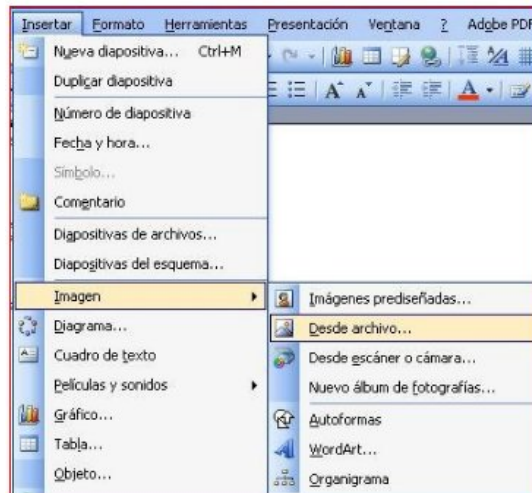 Insertar Formato Herramientas Presentación Ventana ? Adobe PDF
Nueva diapositiva... Ctrl+M
Duplicar diapositiva
Número de diapositiva
Fecha y hora...
Símbolo...
Comentario
Diapositivas de archivos...
Diapositivas del esquema...
Imagen
Diagrama...
Cuadro de texto
Películas y sonidos
Gráfico...
Tabla...
Objeto...
Imágenes prediseñadas...
Desde archivo...
Desde escáner o cámara...
Nuevo álbum de fotografías...
Autoformas
WordArt...
Organigrama